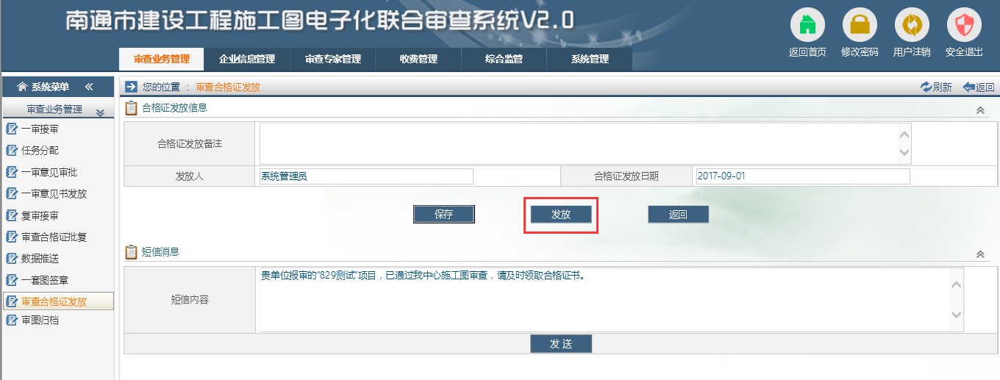 南通市建设工程施工图电子化联合审查系统V2.0
返回首页 修改密码 用户注销 安全退出
审查业务管理 企业信息管理 审查专家管理 收费管理 综合监管 系统管理
系统菜单
审查业务管理
一审接审
任务分配
一审意见审批
一审意见书发放
复审接审
审查合格证批复
数据推送
一套图签章
审查合格证发放
审图归档
您的位置 : 审查合格证发放 刷新 返回
合格证发放信息
合格证发放备注
发放人 系统管理员 合格证发放日期 2017-09-01
保存 发放 返回
短信消息
短信内容 贵单位报审的“829测试”项目，已通过我中心施工图审查，请及时领取合格证书。
发 送